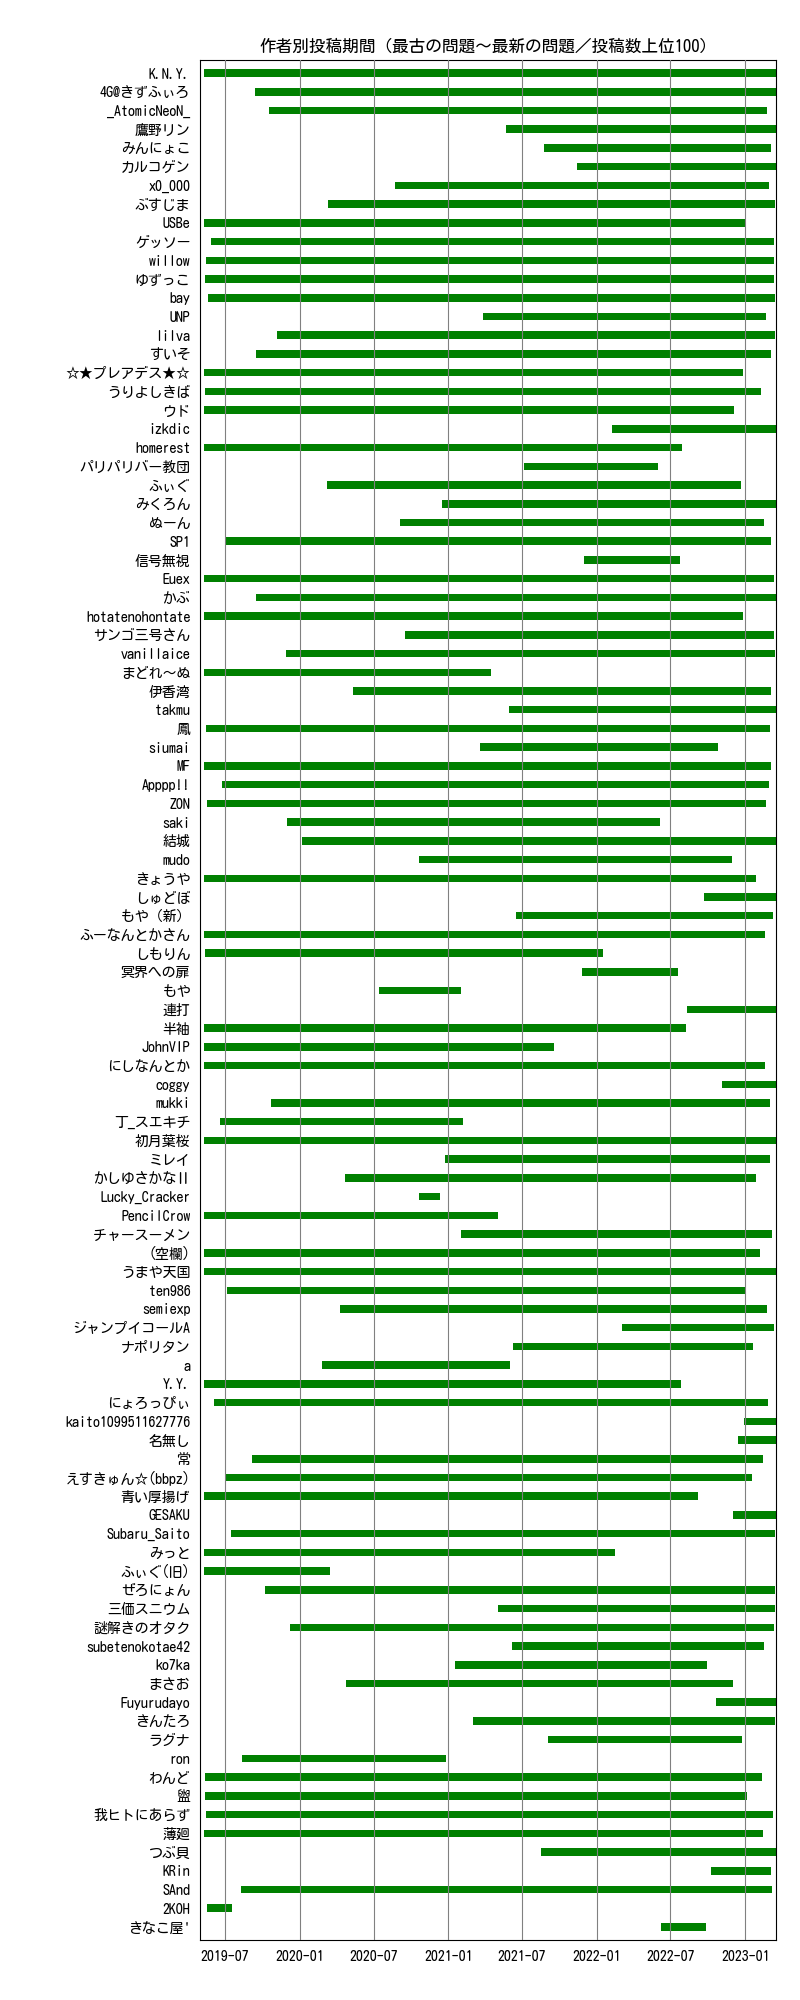 作者別投稿期間（最古の問題～最新の問題／投稿数上位100）
K.N.Y.
4G@きずふぃろ
_AtomicNeoN_
鷹野リン
みんにょこ
カルコゲン
x0_000
ぶすじま
USBe
ゲッソー
willow
ゆずっこ
bay
UNP
lilva
すいそ
☆★プレアデス★☆
うりよしきば
ウド
izkdic
homerest
パリパリバー教団
ふぃぐ
みくろん
ぬーん
SP1
信号無視
Euex
かぶ
hotatenohontate
サンゴ三号さん
vanillaice
まどれ～ぬ
伊香湾
takmu
鳳
siumai
MF
AppppII
ZON
saki
結城
mudo
きょうや
しゅどぼ
もや（新）
ふーなんとかさん
しもりん
冥界への扉
もや
連打
半袖
JohnVIP
にしなんとか
coggy
mukki
丁_スエキチ
初月葉桜
ミレイ
かしゆさかなII
Lucky_Cracker
PencilCrow
チャースーメン
(空欄)
うまや天国
ten986
semiexp
ジャンプイコールA
ナポリタン
a
Y.Y.
にょろっぴぃ
kaito1099511627776
名無し
常
えすきゅん☆(bbpz)
青い厚揚げ
GESAKU
Subaru_Saito
みっと
ふぃぐ(旧)
ぜろにょん
三価スニウム
謎解きのオタク
subetenokotae42
ko7ka
まさお
Fuyurudayo
きんたろ
ラグナ
ron
わんど
我ヒトにあらず
薄廻
つぶ貝
KRin
SAnd
2KOH
きなこ屋'
2019-07 2020-01 2020-07 2021-01 2021-07 2022-01 2022-07 2023-01